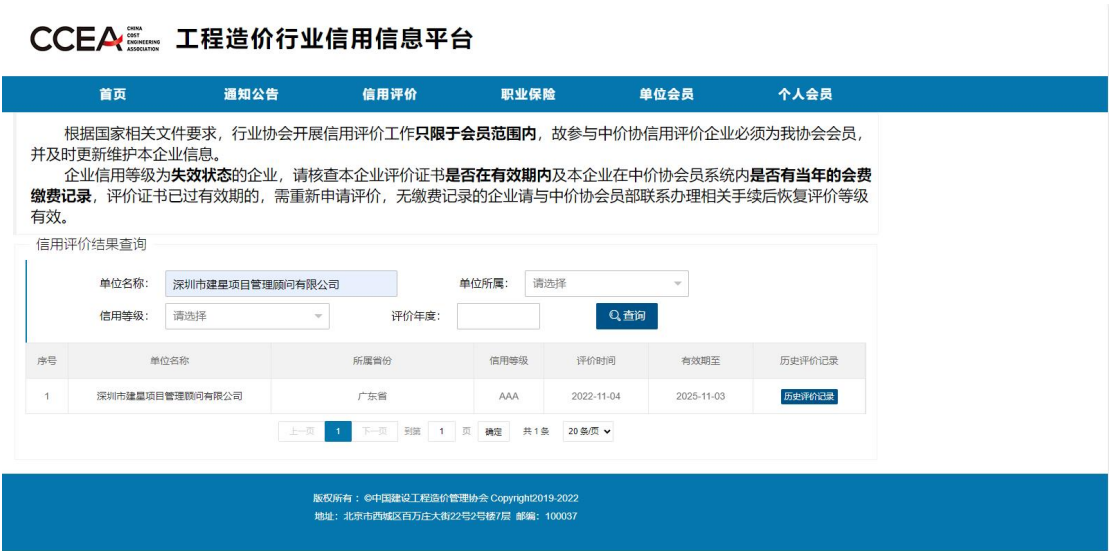 CCEA CHINA COST ENGINEERING ASSOCIATION 工程造价行业信用信息平台
首页 通知公告 信用评价 职业保险 单位会员 个人会员
根据国家相关文件要求，行业协会开展信用评价工作只限于会员范围内，故参与中价协信用评价企业必须为我协会会员，
并及时更新维护本企业信息。
企业信用等级为失效状态的企业，请核查本企业评价证书是否在有效期内及本企业在中价协会员系统内是否有当年的会费
缴费记录，评价证书已过有效期的，需重新申请评价，无缴费记录的企业请与中价协会员部联系办理相关手续后恢复评价等级
有效。
信用评价结果查询
单位名称： 深圳市建星项目管理顾问有限公司 单位所属： 请选择
信用等级： 请选择 评价年度： 查询
序号 单位名称 所属省份 信用等级 评价时间 有效期至 历史评价记录
1 深圳市建星项目管理顾问有限公司 广东省 AAA 2022-11-04 2025-11-03 历史评价记录
上一页 1 下一页 到第 1 页 确定 共 1 条 20 条/页
版权所有：©中国建设工程造价管理协会 Copyright2019-2022
地址：北京市西城区百万庄大街22号2号楼7层 邮编：100037